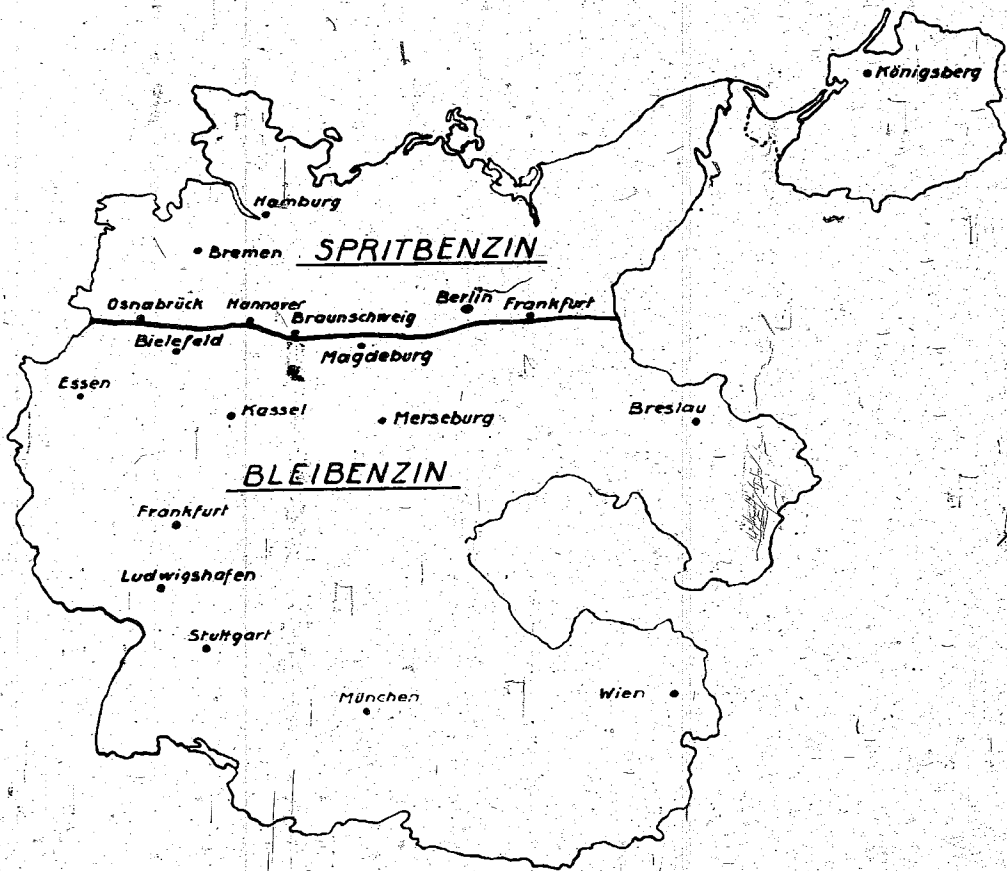 Königsberg
Hamburg
Bremen
SPRITBENZIN
Osnabrück
Hannover
Braunschweig
Berlin
Frankfurt
Bielefeld
Magdeburg
Essen
Kassel
Merseburg
Breslau
BLEIBENZIN
Frankfurt
Ludwigshafen
Stuttgart
München
Wien